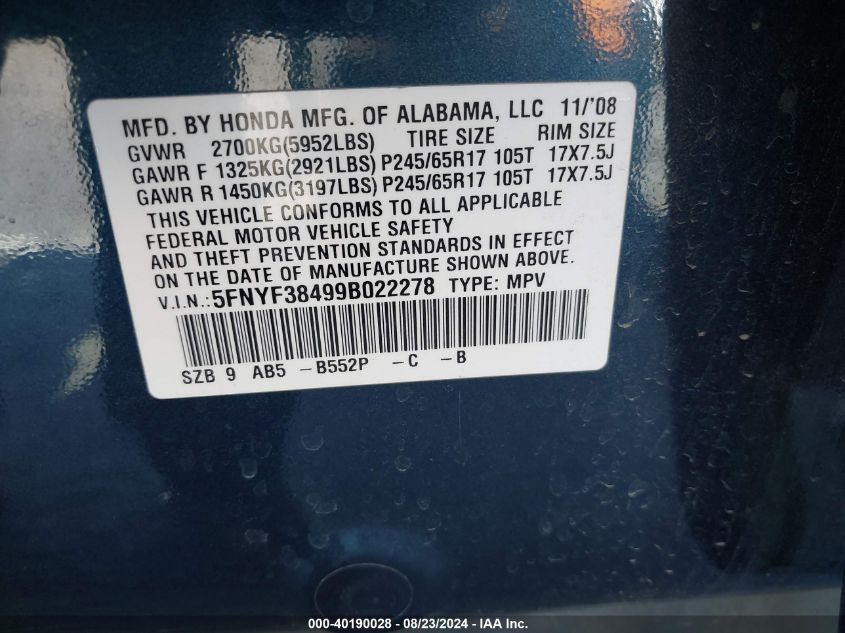 MFD. BY HONDA MFG. OF ALABAMA, LLC 11/'08
GVWR 2700KG(5952LBS) TIRE SIZE RIM SIZE
GAWR F 1325KG(2921LBS) P245/65R17 105T 17X7.5J
GAWR R 1450KG(3197LBS) P245/65R17 105T 17X7.5J
THIS VEHICLE CONFORMS TO ALL APPLICABLE
FEDERAL MOTOR VEHICLE SAFETY
AND THEFT PREVENTION STANDARDS IN EFFECT
ON THE DATE OF MANUFACTURE SHOWN ABOVE.
V.I.N.: 5FNYF38499B022278 TYPE: MPV
SZB 9 AB5 -B552P -C -B
000-40190028 - 08/23/2024 - IAA Inc.